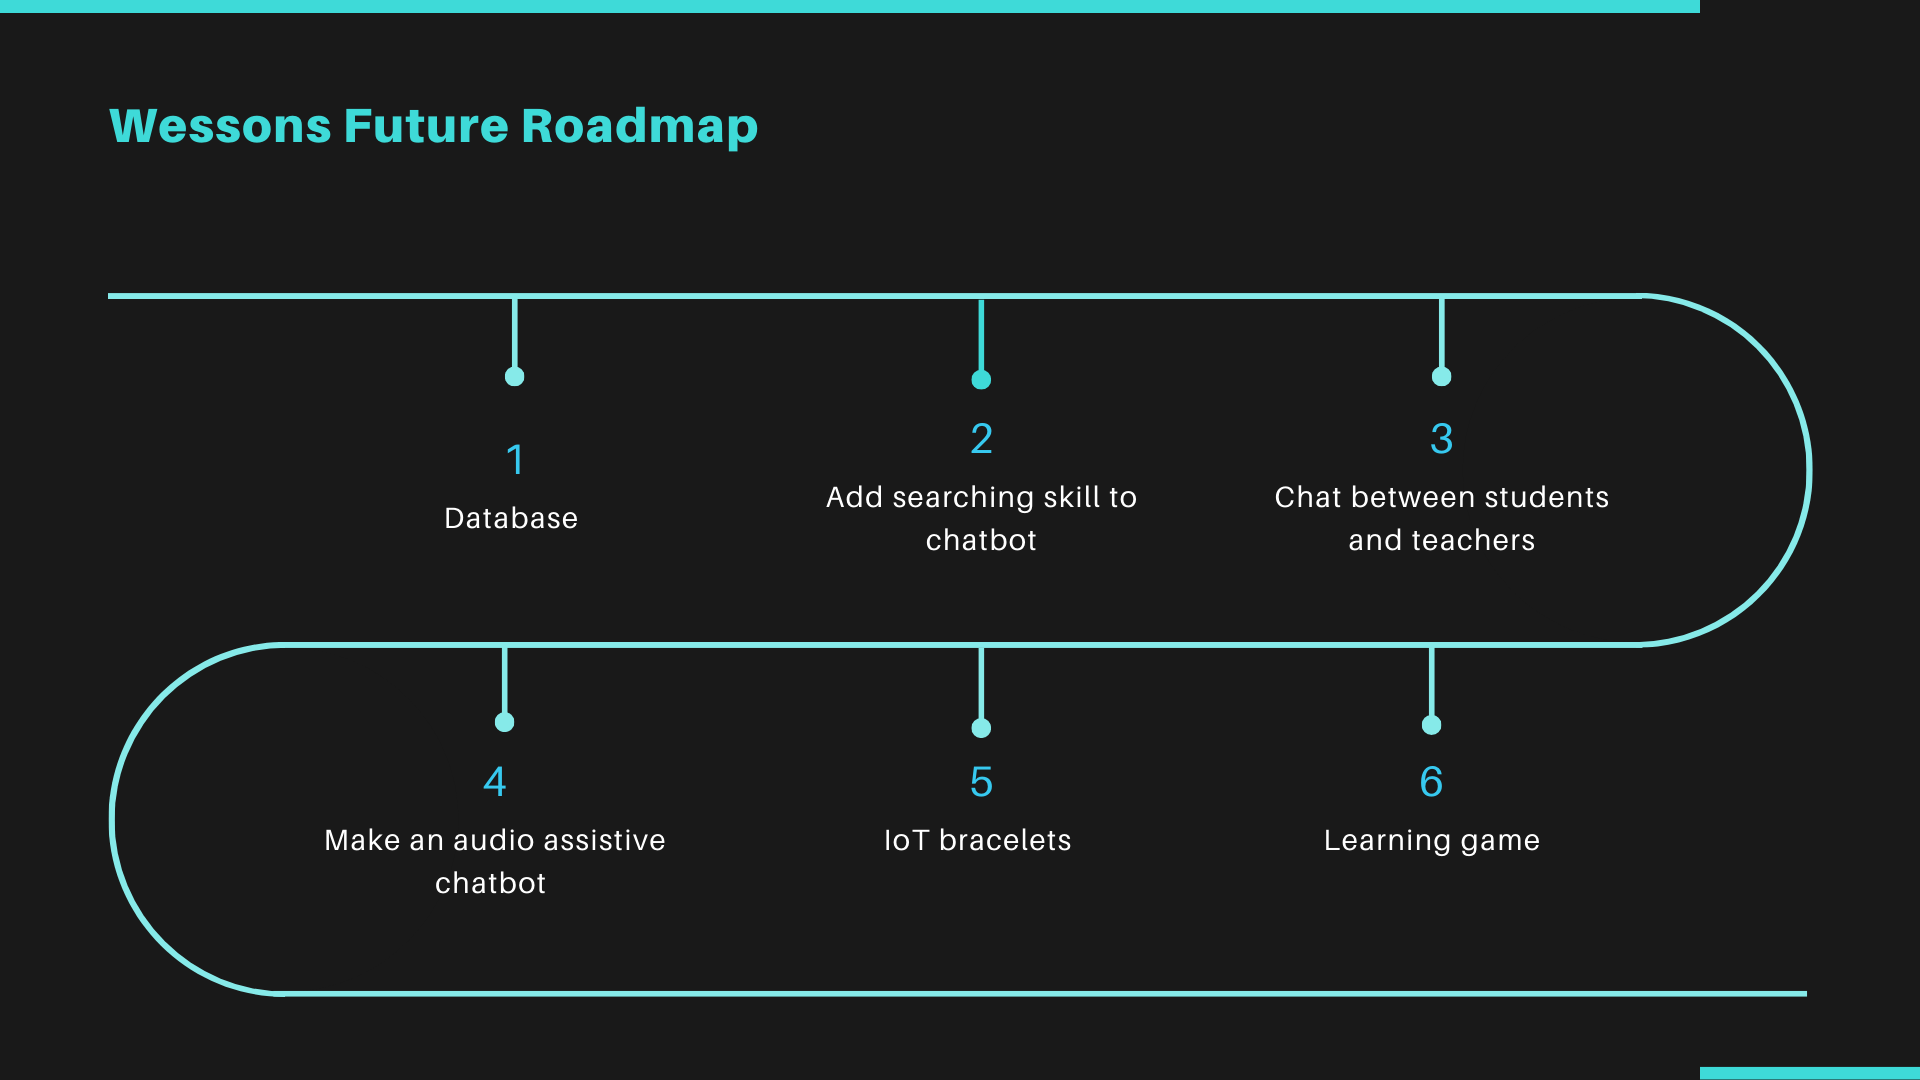 Wessons Future Roadmap
1
Database
2
Add searching skill to
chatbot
3
Chat between students
and teachers
4
Make an audio assistive
chatbot
5
IoT bracelets
6
Learning game